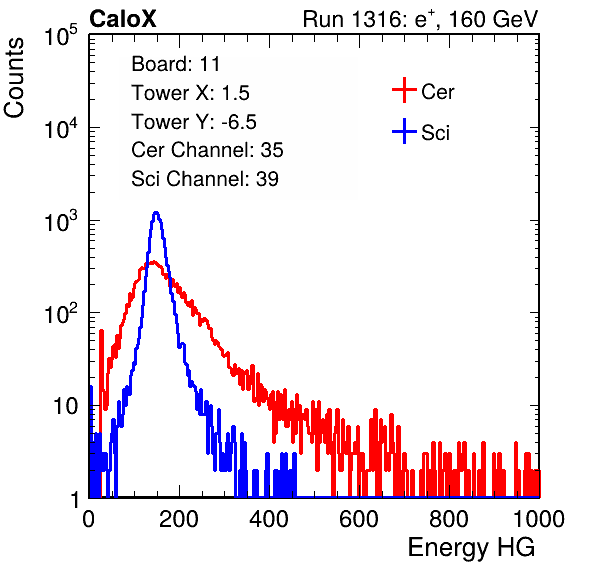 CaloX Run 1316: e⁺, 160 GeV
Counts
10⁵
10⁴
10³
10²
10
1
Board: 11
Tower X: 1.5
Tower Y: -6.5
Cer Channel: 35
Sci Channel: 39
Cer
Sci
0 200 400 600 800 1000
Energy HG